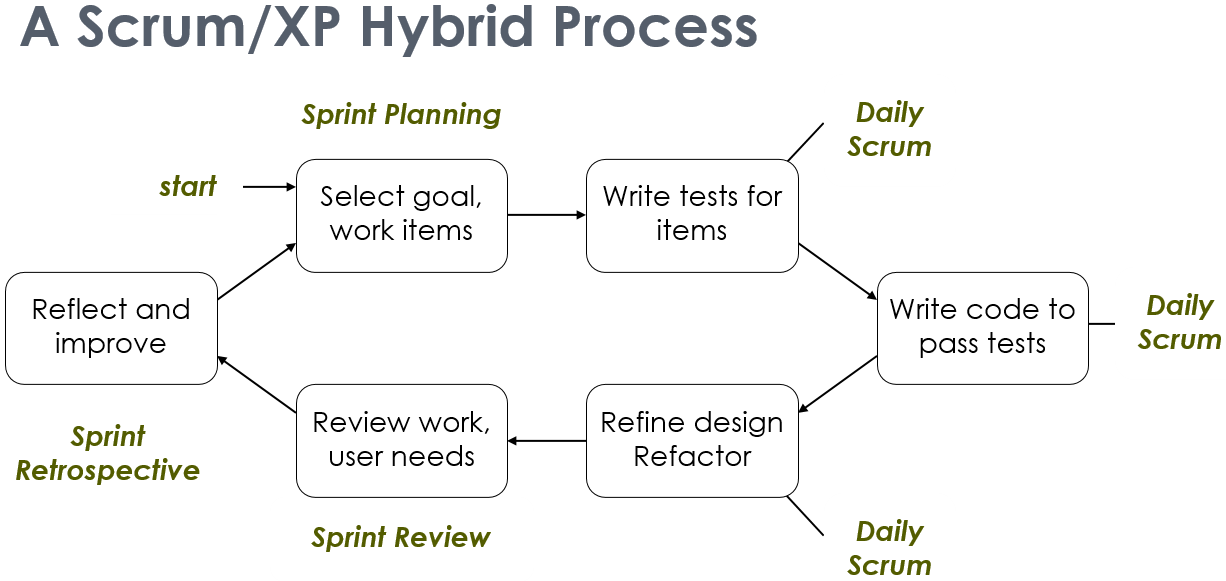 A Scrum/XP Hybrid Process
Sprint Planning
Daily
Scrum
start
Select goal,
work items
Write tests for
items
Reflect and
improve
Write code to
pass tests
Daily
Scrum
Sprint
Retrospective
Review work,
user needs
Refine design
Refactor
Sprint Review
Daily
Scrum